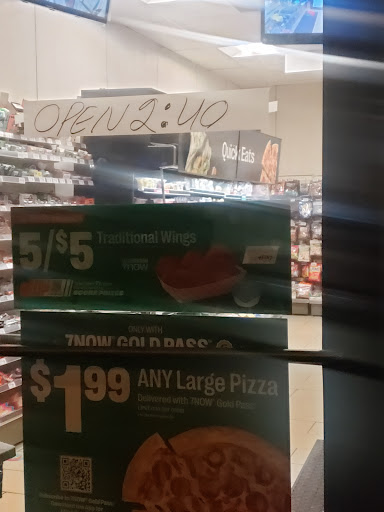 OPEN 2:40
Quick Eats
5/$5 Traditional Wings
ONLY WITH
7NOW GOLD PASS
$1.99 ANY Large Pizza
Delivered with 7NOW Gold Pass